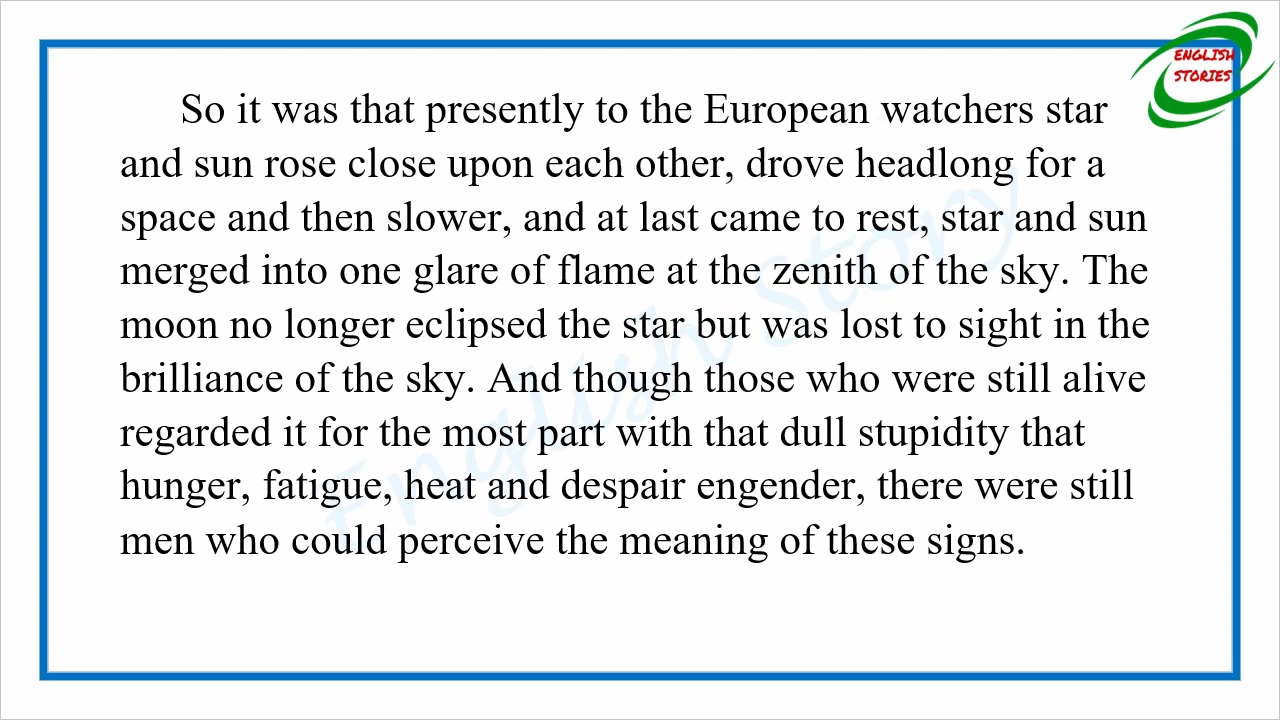 ENGLISH
STORIES
So it was that presently to the European watchers star
and sun rose close upon each other, drove headlong for a
space and then slower, and at last came to rest, star and sun
merged into one glare of flame at the zenith of the sky. The
moon no longer eclipsed the star but was lost to sight in the
brilliance of the sky. And though those who were still alive
regarded it for the most part with that dull stupidity that
hunger, fatigue, heat and despair engender, there were still
men who could perceive the meaning of these signs.
English Story